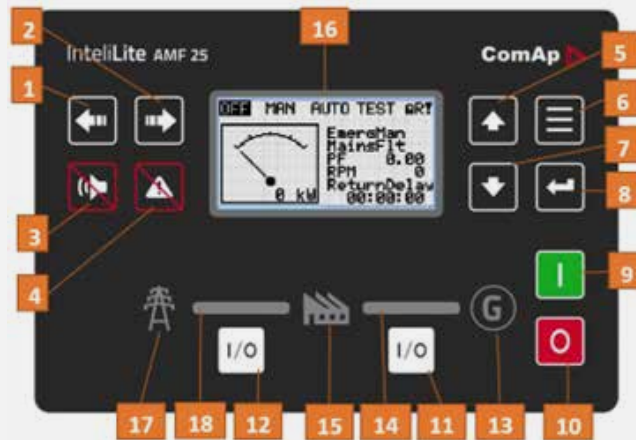 2
16
InteliLite AMF 25
ComAp
5
1
6
OFF MAN AUTO TEST
EmergMan
MainsFlt
Pf 0.00
RPM 0
ReturnDelay
00:00:00
0 kW
7
3
8
4
I
9
G
I/O
I/O
O
17
18
12
15
14
11
13
10